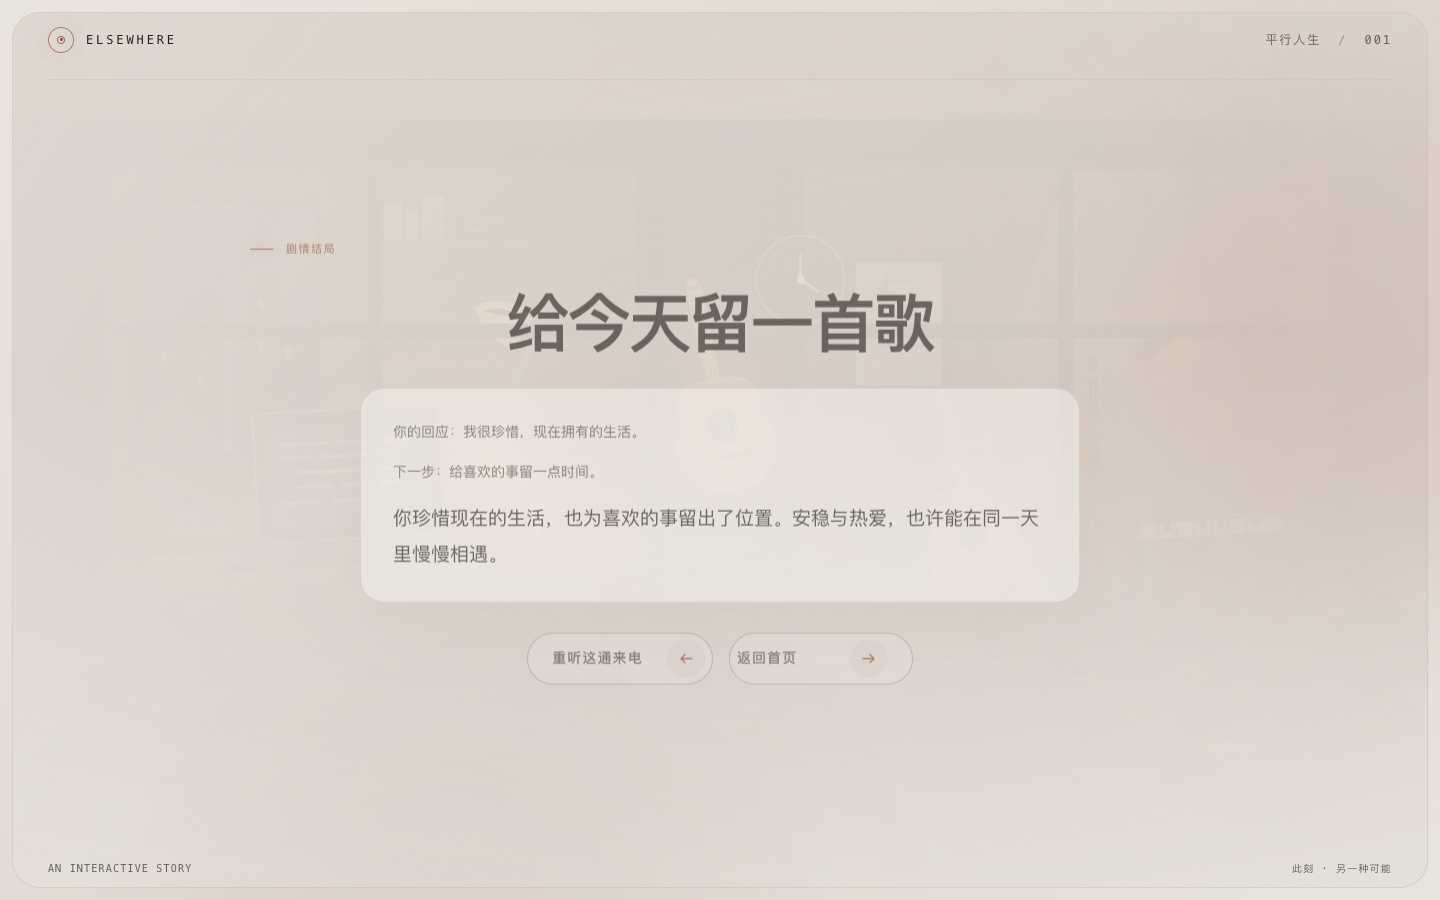 ELSEWHERE
平行人生 / 001
剧情结局
给今天留一首歌
你的回应：我很珍惜，现在拥有的生活。
下一步：给喜欢的事留一点时间。
你珍惜现在的生活，也为喜欢的事留出了位置。安稳与热爱，也许能在同一天
里慢慢相遇。
重听这通来电 ←
返回首页 →
AN INTERACTIVE STORY
此刻 · 另一种可能